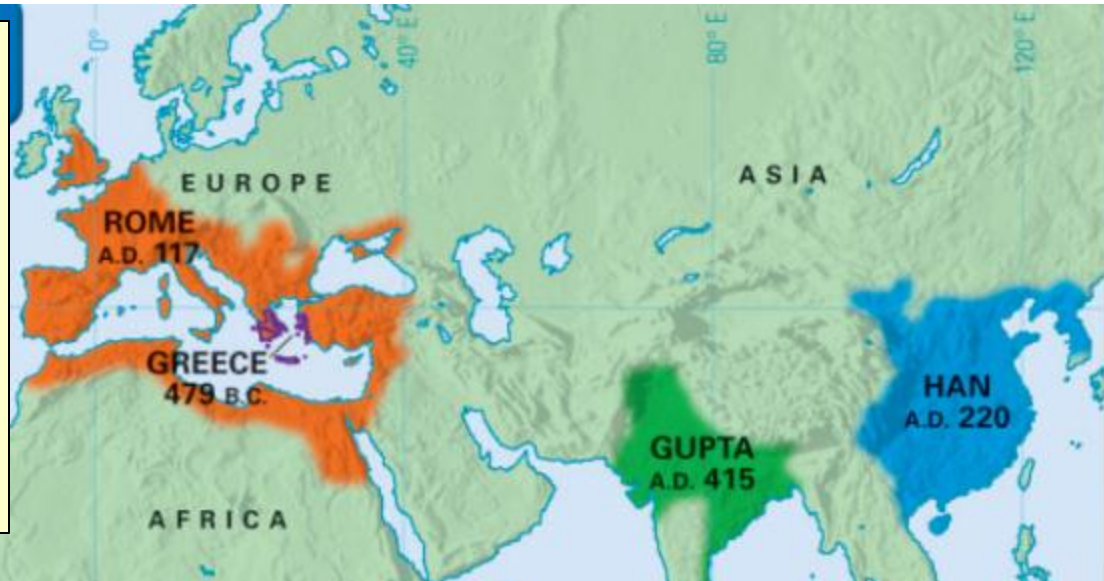 0°
40° E
80° E
120° E
EUROPE
ASIA
ROME
A.D. 117
GREECE
479 B.C.
HAN
A.D. 220
GUPTA
A.D. 415
AFRICA